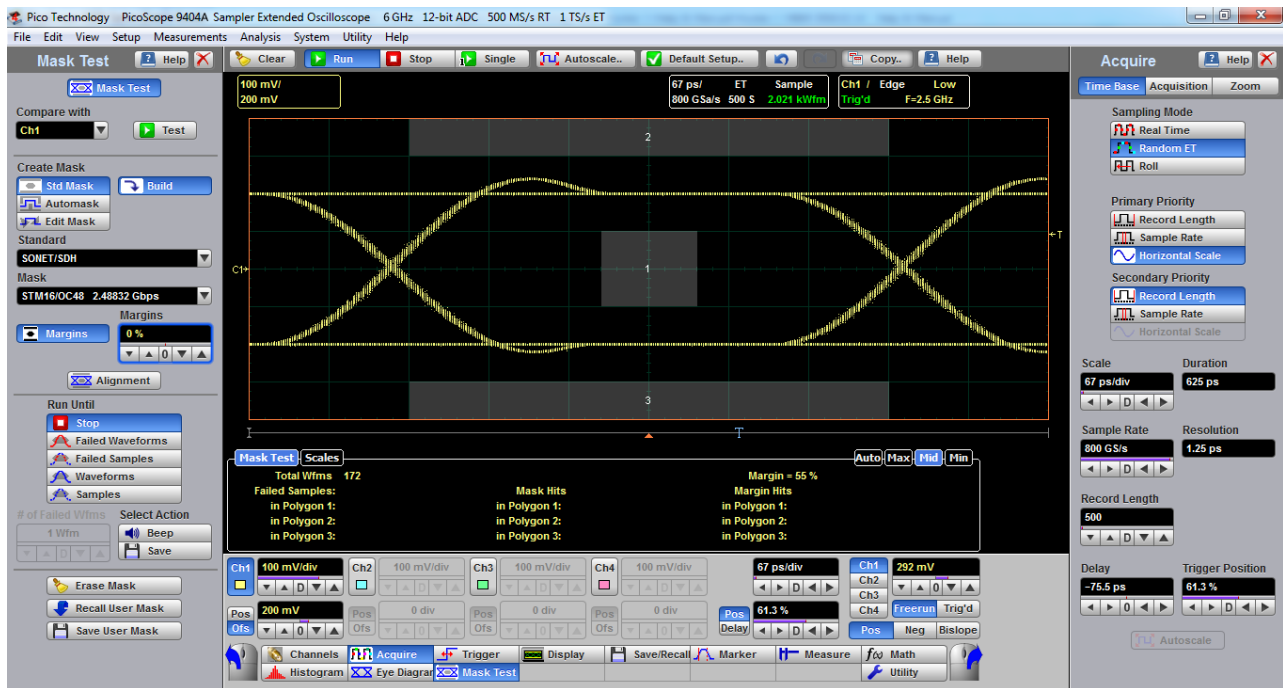 Pico Technology PicoScope 9404A Sampler Extended Oscilloscope 6 GHz 12-bit ADC 500 MS/s RT 1 TS/s ET
File Edit View Setup Measurements Analysis System Utility Help
Mask Test Help
Mask Test
Compare with
Ch1 Test
Create Mask
Std Mask Build
Automask
Edit Mask
Standard
SONET/SDH
Mask
STM16/OC48 2.48832 Gbps
Margins
Margins 0 %
0
Alignment
Run Until
Stop
Failed Waveforms
Failed Samples
Waveforms
Samples
# of Failed Wfms Select Action
1 Wfm Beep
D Save
Erase Mask
Recall User Mask
Save User Mask
Clear Run Stop Single Autoscale.. Default Setup.. Copy.. Help
100 mV/
200 mV
67 ps/ ET Sample
800 GSa/s 500 S 2.021 kWfm
Ch1 / Edge Low
Trig'd F=2.5 GHz
2
T
C1
1
3
T
Mask Test Scales Auto Max Mid Min
Total Wfms 172 Margin = 55 %
Failed Samples: Mask Hits Margin Hits
in Polygon 1: in Polygon 1: in Polygon 1:
in Polygon 2: in Polygon 2: in Polygon 2:
in Polygon 3: in Polygon 3: in Polygon 3:
Ch1 100 mV/div Ch2 100 mV/div Ch3 100 mV/div Ch4 100 mV/div 67 ps/div Ch1 292 mV
D D D D D Ch2 0
Ch3
Pos 200 mV Pos 0 div Pos 0 div Pos 0 div Pos 61.3 % Ch4 Freerun Trig'd
Ofs 0 Ofs 0 Ofs 0 Ofs 0 Delay D Pos Neg Bislope
Channels Acquire Trigger Display Save/Recall Marker Measure f(x) Math
Histogram Eye Diagram Mask Test Utility
Acquire Help
Time Base Acquisition Zoom
Sampling Mode
Real Time
Random ET
Roll
Primary Priority
Record Length
Sample Rate
Horizontal Scale
Secondary Priority
Record Length
Sample Rate
Horizontal Scale
Scale Duration
67 ps/div 625 ps
D
Sample Rate Resolution
800 GS/s 1.25 ps
D
Record Length
500
D
Delay Trigger Position
−75.5 ps 61.3 %
0 D
Autoscale